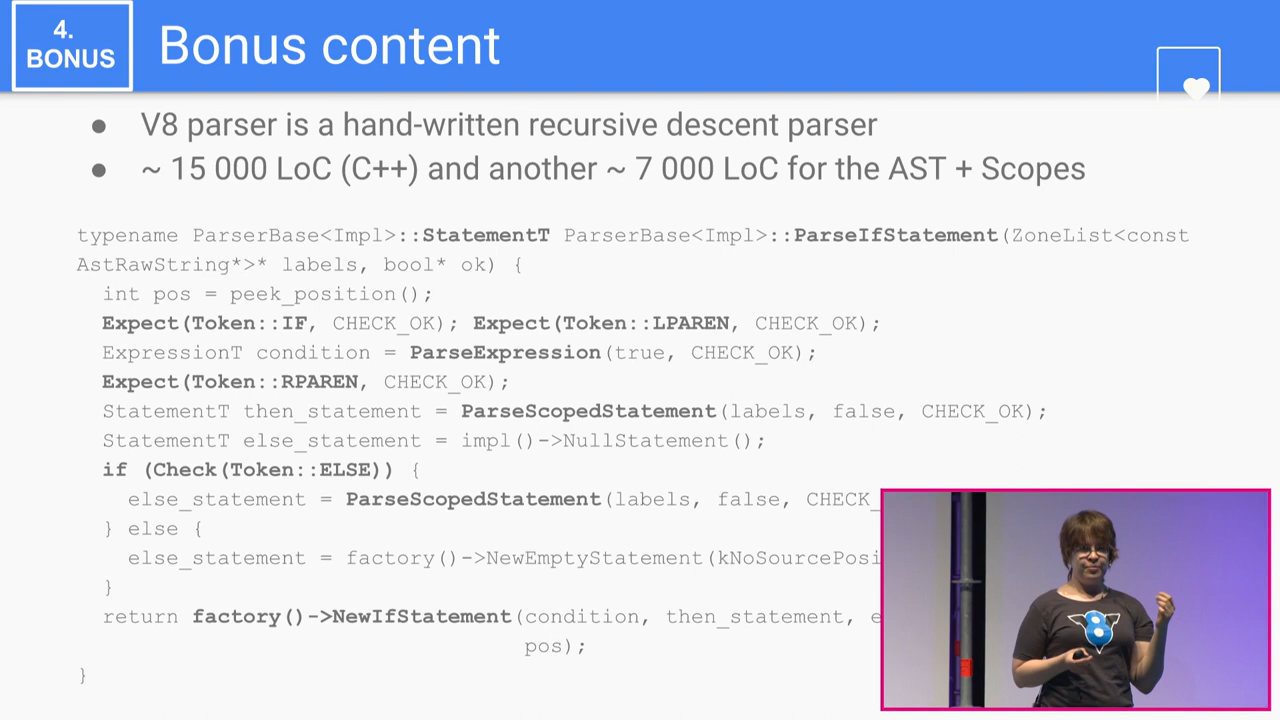 4.
BONUS
Bonus content
● V8 parser is a hand-written recursive descent parser
● ~ 15 000 LoC (C++) and another ~ 7 000 LoC for the AST + Scopes
typename ParserBase<Impl>::StatementT ParserBase<Impl>::ParseIfStatement(ZoneList<const
AstRawString*>* labels, bool* ok) {
int pos = peek_position();
Expect(Token::IF, CHECK_OK); Expect(Token::LPAREN, CHECK_OK);
ExpressionT condition = ParseExpression(true, CHECK_OK);
Expect(Token::RPAREN, CHECK_OK);
StatementT then_statement = ParseScopedStatement(labels, false, CHECK_OK);
StatementT else_statement = impl()->NullStatement();
if (Check(Token::ELSE)) {
else_statement = ParseScopedStatement(labels, false, CHECK_
} else {
else_statement = factory()->NewEmptyStatement(kNoSourcePosi
}
return factory()->NewIfStatement(condition, then_statement, e
pos);
}
8